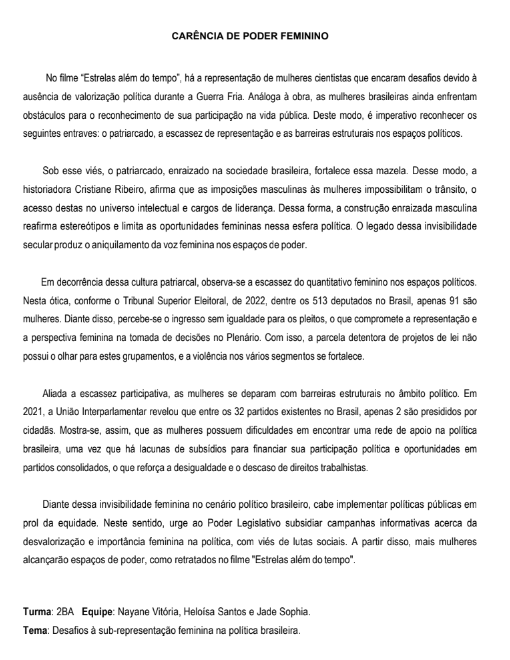 CARÊNCIA DE PODER FEMININO
No filme “Estrelas além do tempo”, há a representação de mulheres cientistas que encaram desafios devido à
ausência de valorização política durante a Guerra Fria. Análoga à obra, as mulheres brasileiras ainda enfrentam
obstáculos para o reconhecimento de sua participação na vida pública. Deste modo, é imperativo reconhecer os
seguintes entraves: o patriarcado, a escassez de representação e as barreiras estruturais nos espaços políticos.
Sob esse viés, o patriarcado, enraizado na sociedade brasileira, fortalece essa mazela. Desse modo, a
historiadora Cristiane Ribeiro, afirma que as imposições masculinas às mulheres impossibilitam o trânsito, o
acesso destas no universo intelectual e cargos de liderança. Dessa forma, a construção enraizada masculina
reafirma estereótipos e limita as oportunidades femininas nessa esfera política. O legado dessa invisibilidade
secular produz o aniquilamento da voz feminina nos espaços de poder.
Em decorrência dessa cultura patriarcal, observa-se a escassez do quantitativo feminino nos espaços políticos.
Nesta ótica, conforme o Tribunal Superior Eleitoral, de 2022, dentre os 513 deputados no Brasil, apenas 91 são
mulheres. Diante disso, percebe-se o ingresso sem igualdade para os pleitos, o que compromete a representação e
a perspectiva feminina na tomada de decisões no Plenário. Com isso, a parcela detentora de projetos de lei não
possui o olhar para estes grupamentos, e a violência nos vários segmentos se fortalece.
Aliada a escassez participativa, as mulheres se deparam com barreiras estruturais no âmbito político. Em
2021, a União Interparlamentar revelou que entre os 32 partidos existentes no Brasil, apenas 2 são presididos por
cidadãs. Mostra-se, assim, que as mulheres possuem dificuldades em encontrar uma rede de apoio na política
brasileira, uma vez que há lacunas de subsídios para financiar sua participação política e oportunidades em
partidos consolidados, o que reforça a desigualdade e o descaso de direitos trabalhistas.
Diante dessa invisibilidade feminina no cenário político brasileiro, cabe implementar políticas públicas em
prol da equidade. Neste sentido, urge ao Poder Legislativo subsidiar campanhas informativas acerca da
desvalorização e importância feminina na política, com viés de lutas sociais. A partir disso, mais mulheres
alcançarão espaços de poder, como retratados no filme "Estrelas além do tempo".
Turma: 2BA Equipe: Nayane Vitória, Heloísa Santos e Jade Sophia.
Tema: Desafios à sub-representação feminina na política brasileira.